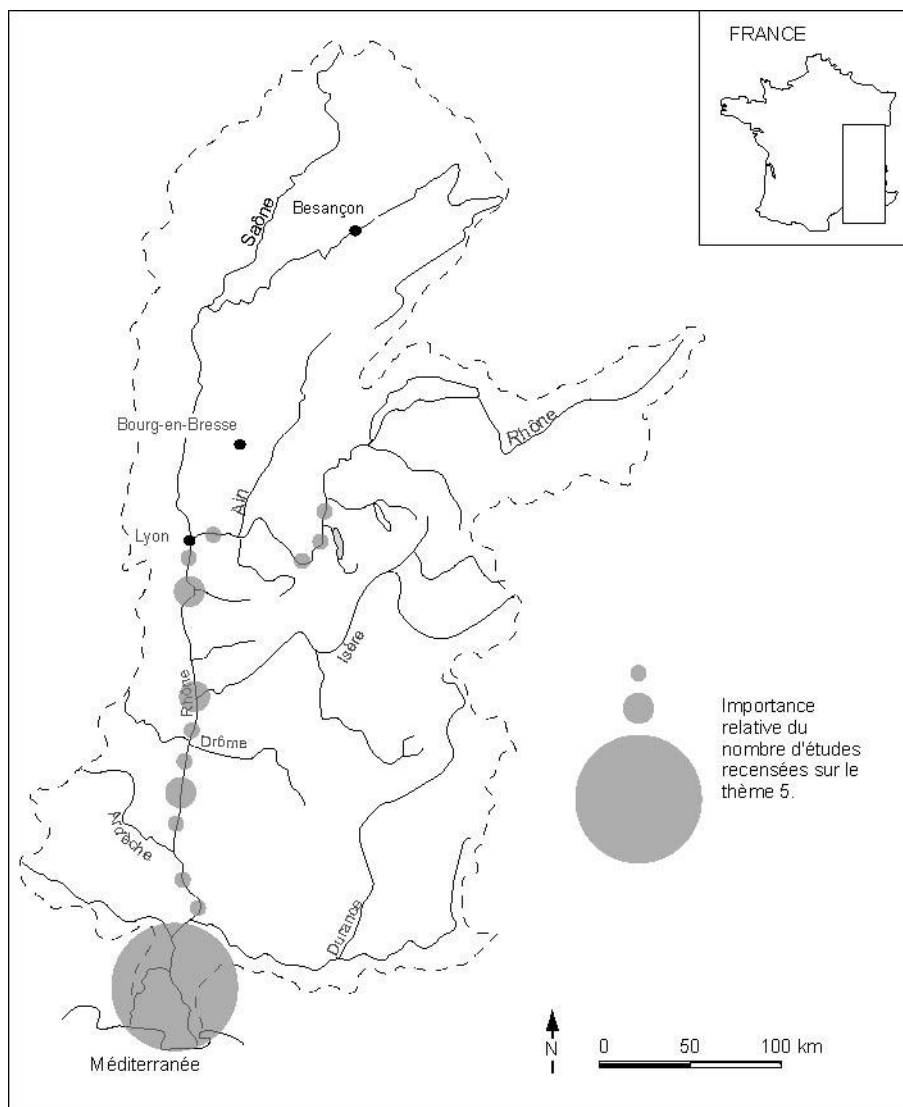 FRANCE
Saône
Besançon
Bourg-en-Bresse
Rhône
Ain
Lyon
Isère
Rhône
Drôme
Importance
relative du
nombre d'études
recensées sur le
thème 5.
Ardèche
Durance
Méditerranée
N
0 50 100 km